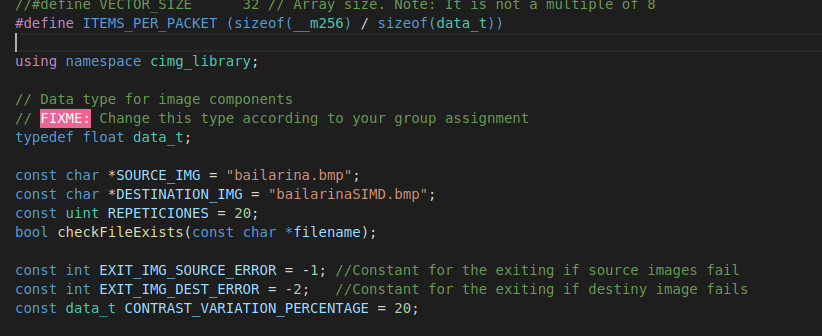 //#define VECTOR_SIZE      32 // Array size. Note: It is not a multiple of 8
#define ITEMS_PER_PACKET (sizeof(__m256) / sizeof(data_t))
using namespace cimg_library;
// Data type for image components
// FIXME: Change this type according to your group assignment
typedef float data_t;
const char *SOURCE_IMG = "bailarina.bmp";
const char *DESTINATION_IMG = "bailarinaSIMD.bmp";
const uint REPETICIONES = 20;
bool checkFileExists(const char *filename);
const int EXIT_IMG_SOURCE_ERROR = -1; //Constant for the exiting if source images fail
const int EXIT_IMG_DEST_ERROR = -2;   //Constant for the exiting if destiny image fails
const data_t CONTRAST_VARIATION_PERCENTAGE = 20;